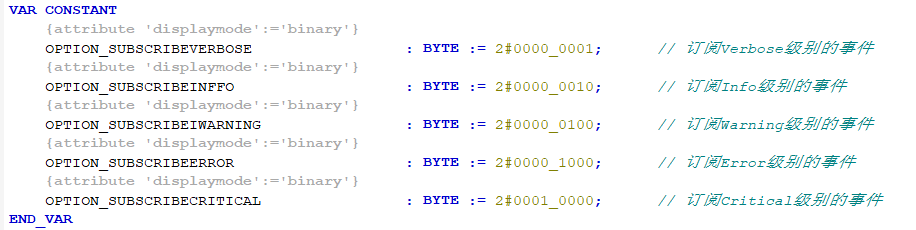 VAR CONSTANT
{attribute 'displaymode':='binary'}
OPTION_SUBSCRIBEVERBOSE : BYTE := 2#0000_0001; // 订阅Verbose级别的事件
{attribute 'displaymode':='binary'}
OPTION_SUBSCRIBEINFFO : BYTE := 2#0000_0010; // 订阅Info级别的事件
{attribute 'displaymode':='binary'}
OPTION_SUBSCRIBEIWARNING : BYTE := 2#0000_0100; // 订阅Warning级别的事件
{attribute 'displaymode':='binary'}
OPTION_SUBSCRIBEERROR : BYTE := 2#0000_1000; // 订阅Error级别的事件
{attribute 'displaymode':='binary'}
OPTION_SUBSCRIBECRITICAL : BYTE := 2#0001_0000; // 订阅Critical级别的事件
END_VAR